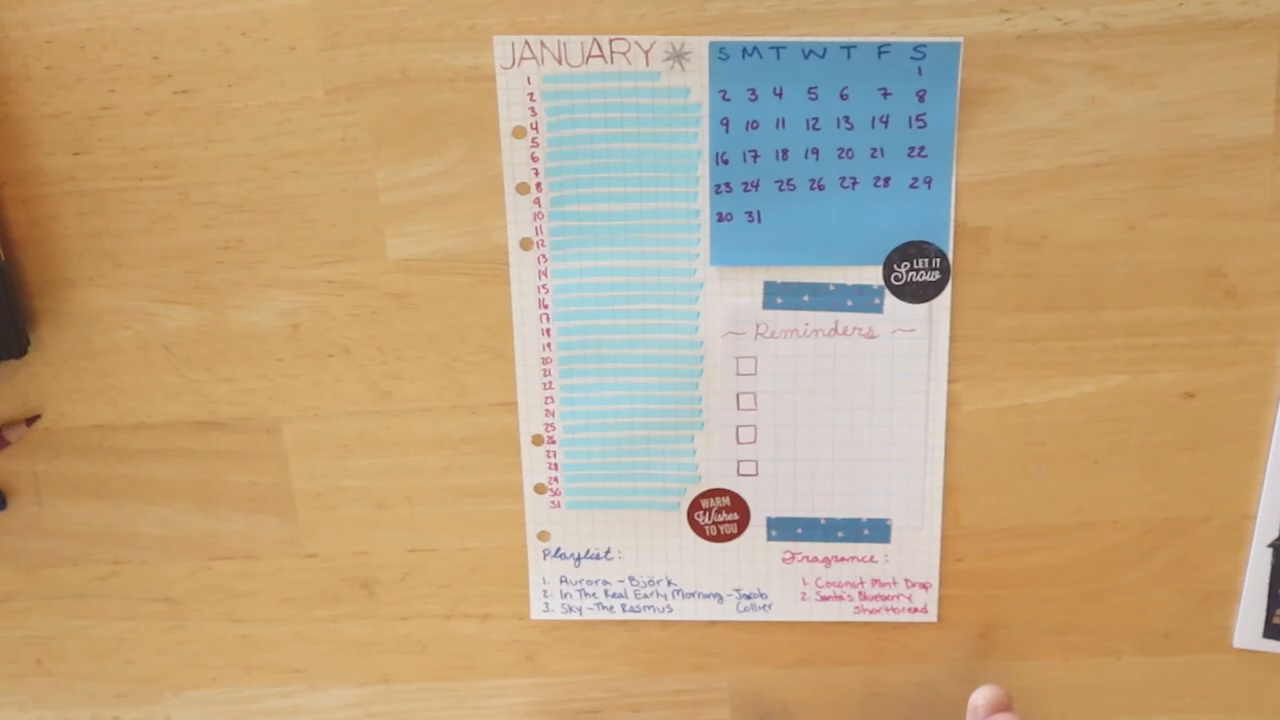 JANUARY
1
2
3
4
5
6
7
8
9
10
11
12
13
14
15
16
17
18
19
20
21
22
23
24
25
26
27
28
29
30
31
S M T W T F S
1
2 3 4 5 6 7 8
9 10 11 12 13 14 15
16 17 18 19 20 21 22
23 24 25 26 27 28 29
30 31
LET IT
Snow
~ Reminders ~
WARM
Wishes
TO YOU
Playlist:
1. Aurora - Björk
2. In The Real Early Morning - Jacob
Collier
3. Sky - The Rasmus
Fragrance:
1. Coconut Mint Drop
2. Santa's Blueberry
Shortbread